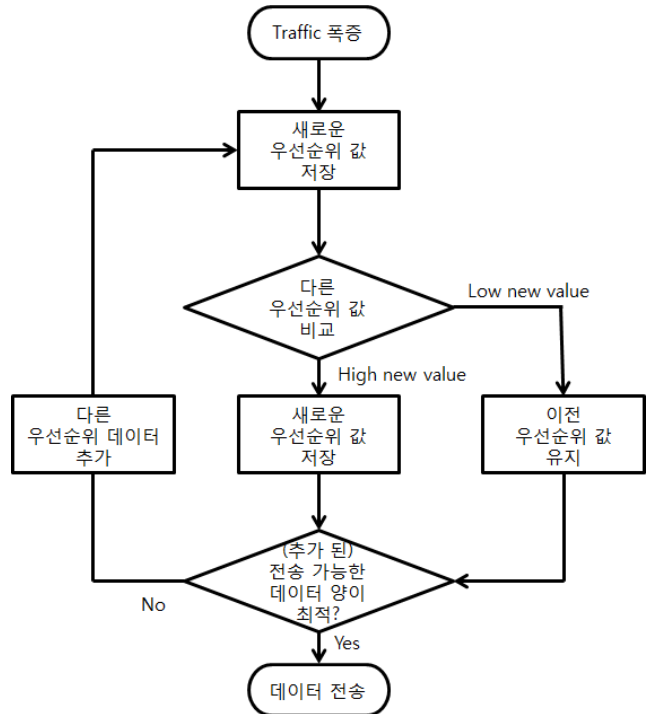 Traffic 폭증
새로운
우선순위 값
저장
다른
우선순위 값
비교
Low new value
High new value
다른
우선순위 데이터
추가
새로운
우선순위 값
저장
이전
우선순위 값
유지
(추가 된)
전송 가능한
데이터 양이
최적?
No
Yes
데이터 전송